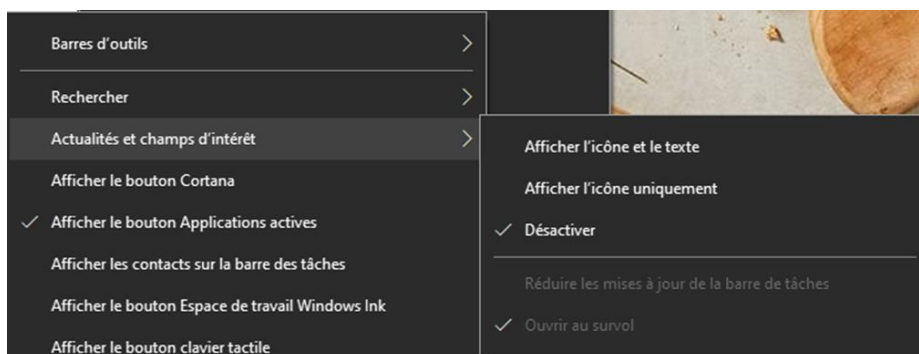 Barres d'outils
Rechercher
Actualités et champs d'intérêt
Afficher le bouton Cortana
Afficher le bouton Applications actives
Afficher les contacts sur la barre des tâches
Afficher le bouton Espace de travail Windows Ink
Afficher le bouton clavier tactile
Afficher l'icône et le texte
Afficher l'icône uniquement
Désactiver
Réduire les mises à jour de la barre de tâches
Ouvrir au survol